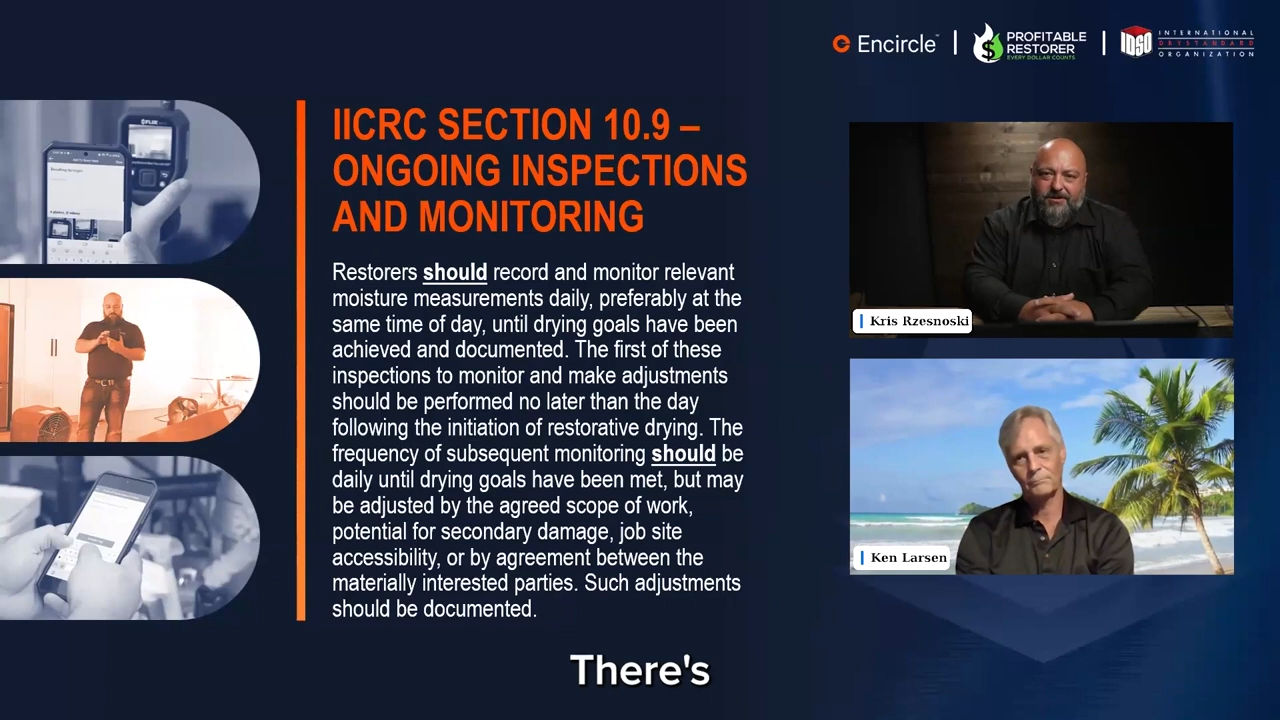 Encircle
PROFITABLE
RESTORER
EVERY DOLLAR COUNTS
IDSO
INTERNATIONAL
DRYSTANDARD
ORGANIZATION
IICRC SECTION 10.9 –
ONGOING INSPECTIONS
AND MONITORING
Restorers should record and monitor relevant
moisture measurements daily, preferably at the
same time of day, until drying goals have been
achieved and documented. The first of these
inspections to monitor and make adjustments
should be performed no later than the day
following the initiation of restorative drying. The
frequency of subsequent monitoring should be
daily until drying goals have been met, but may
be adjusted by the agreed scope of work,
potential for secondary damage, job site
accessibility, or by agreement between the
materially interested parties. Such adjustments
should be documented.
Kris Rzesnoski
Ken Larsen
There's